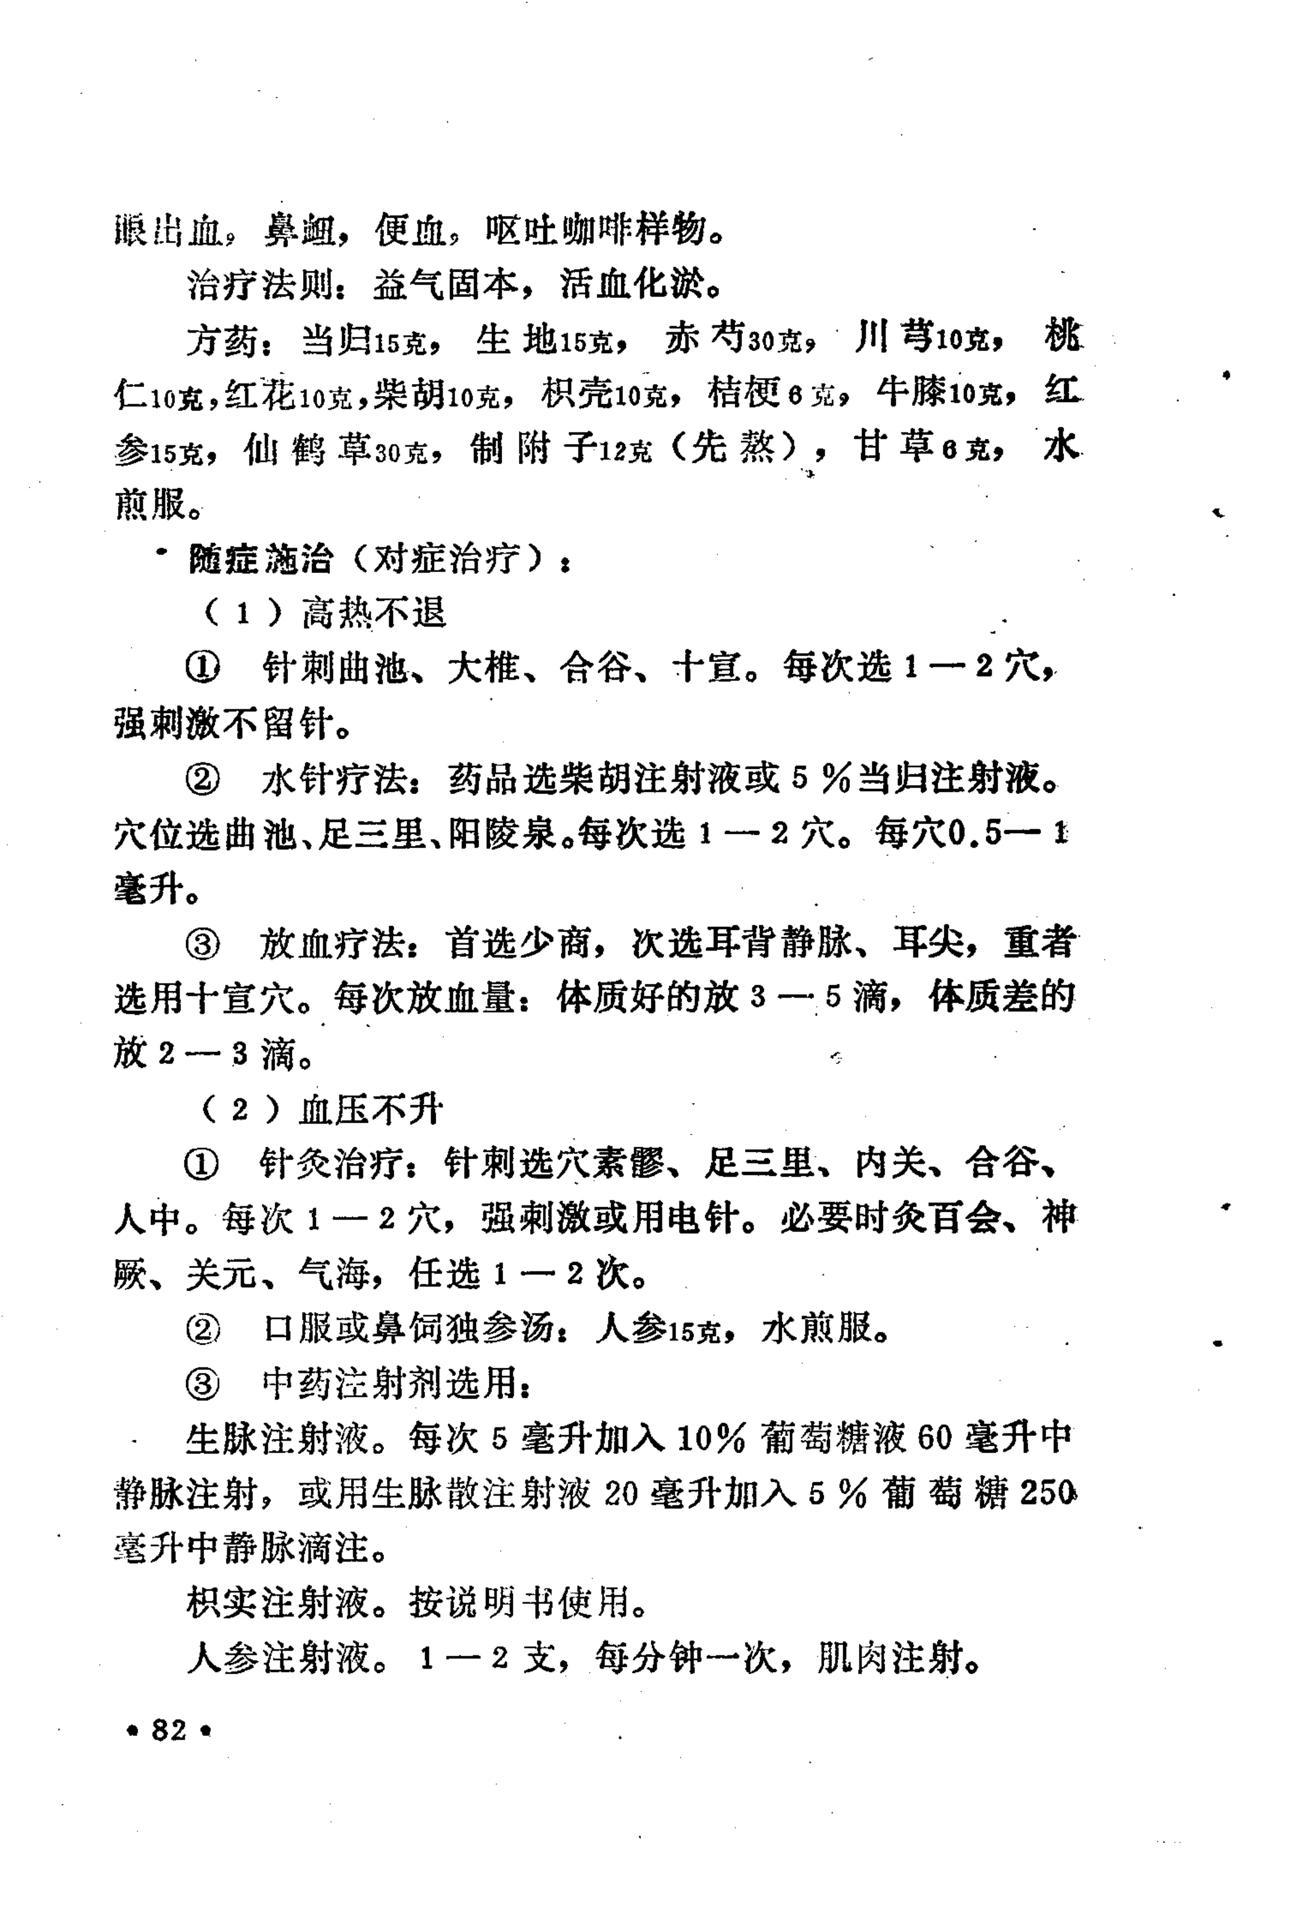 眼出血，鼻衄，便血，呕吐咖啡样物。
治疗法则：益气固本，活血化淤。
方药：当归15克，生地15克，赤芍30克，川芎10克，桃
仁10克，红花10克，柴胡10克，枳壳10克，桔梗6克，牛膝10克，红
参15克，仙鹤草30克，制附子12克（先熬），甘草6克，水
煎服。
随症施治（对症治疗）：
（1）高热不退
① 针刺曲池、大椎、合谷、十宣。每次选1—2穴，
强刺激不留针。
② 水针疗法：药品选柴胡注射液或5%当归注射液。
穴位选曲池、足三里、阳陵泉。每次选1—2穴。每穴0.5—1
毫升。
③ 放血疗法：首选少商，次选耳背静脉、耳尖，重者
选用十宣穴。每次放血量：体质好的放3—5滴，体质差的
放2—3滴。
（2）血压不升
① 针灸治疗：针刺选穴素髎、足三里、内关、合谷、
人中。每次1—2穴，强刺激或用电针。必要时灸百会、神
厥、关元、气海，任选1—2次。
② 口服或鼻饲独参汤：人参15克，水煎服。
③ 中药注射剂选用：
生脉注射液。每次5毫升加入10%葡萄糖液60毫升中
静脉注射，或用生脉散注射液20毫升加入5%葡萄糖250
毫升中静脉滴注。
枳实注射液。按说明书使用。
人参注射液。1—2支，每分钟一次，肌肉注射。
•82•